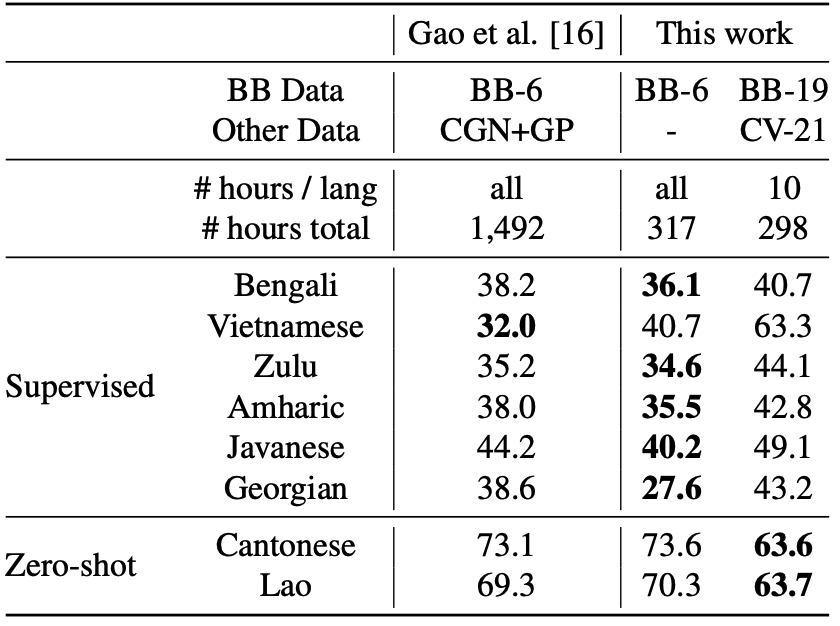 Gao et al. [16] This work
BB Data BB-6 BB-6 BB-19
Other Data CGN+GP - CV-21
# hours / lang all all 10
# hours total 1,492 317 298
Bengali 38.2 36.1 40.7
Vietnamese 32.0 40.7 63.3
Zulu 35.2 34.6 44.1
Supervised
Amharic 38.0 35.5 42.8
Javanese 44.2 40.2 49.1
Georgian 38.6 27.6 43.2
Cantonese 73.1 73.6 63.6
Zero-shot
Lao 69.3 70.3 63.7